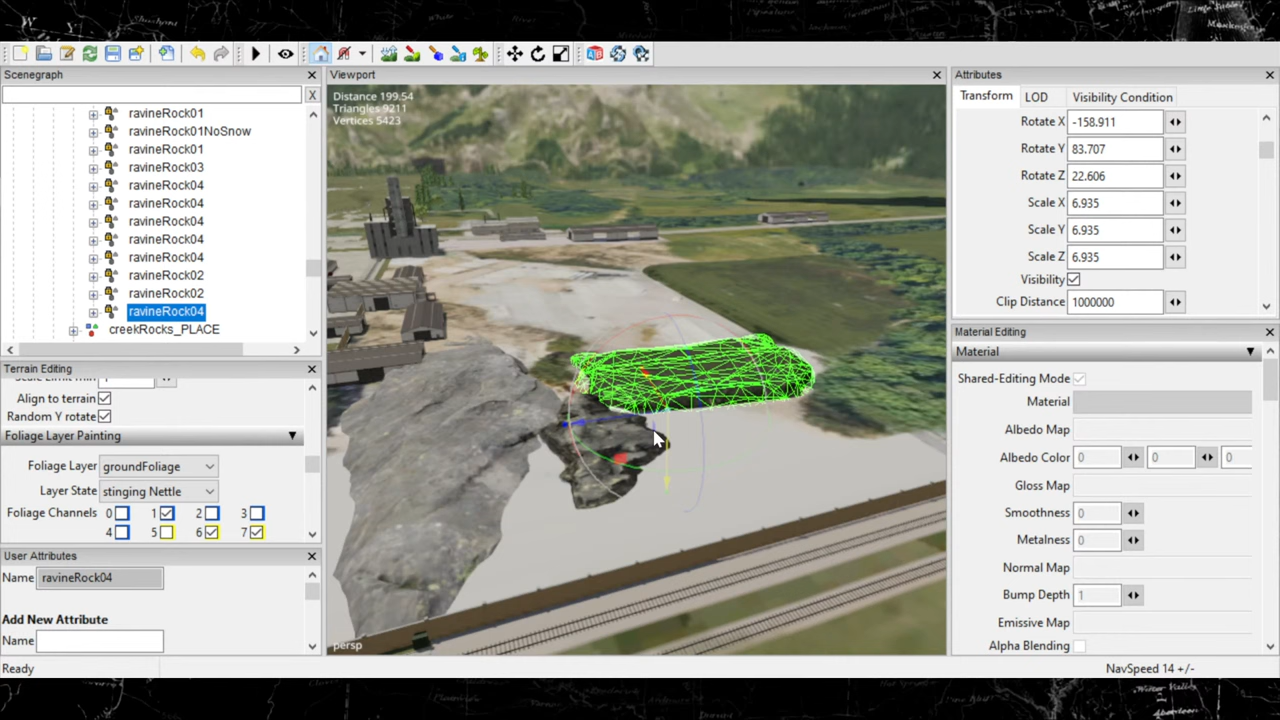 Scenegraph
X
ravineRock01
ravineRock01NoSnow
ravineRock01
ravineRock03
ravineRock04
ravineRock04
ravineRock04
ravineRock04
ravineRock04
ravineRock02
ravineRock02
ravineRock04
creekRocks_PLACE
Terrain Editing
Align to terrain
Random Y rotate
Foliage Layer Painting
Foliage Layer groundFoliage
Layer State stinging Nettle
Foliage Channels 0 1 2 3
4 5 6 7
User Attributes
Name ravineRock04
Add New Attribute
Name
Ready
Viewport
Distance 199.54
Triangles 9211
Vertices 5423
persp
Attributes
Transform LOD Visibility Condition
Rotate X -158.911
Rotate Y 83.707
Rotate Z 22.606
Scale X 6.935
Scale Y 6.935
Scale Z 6.935
Visibility
Clip Distance 1000000
Material Editing
Material
Shared-Editing Mode
Material
Albedo Map
Albedo Color 0 0 0
Gloss Map
Smoothness 0
Metalness 0
Normal Map
Bump Depth 1
Emissive Map
Alpha Blending
NavSpeed 14 +/-